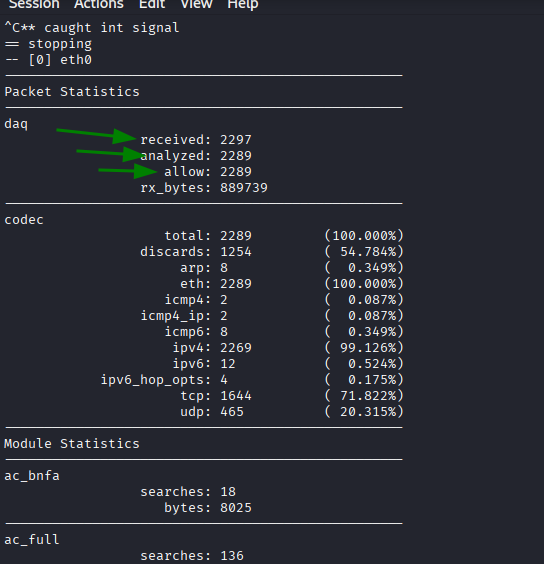 Session Actions Edit View Help
^C** caught int signal
== stopping
-- [0] eth0
Packet Statistics
daq
received: 2297
analyzed: 2289
allow: 2289
rx_bytes: 889739
codec
total: 2289 (100.000%)
discards: 1254 ( 54.784%)
arp: 8 ( 0.349%)
eth: 2289 (100.000%)
icmp4: 2 ( 0.087%)
icmp4_ip: 2 ( 0.087%)
icmp6: 8 ( 0.349%)
ipv4: 2269 ( 99.126%)
ipv6: 12 ( 0.524%)
ipv6_hop_opts: 4 ( 0.175%)
tcp: 1644 ( 71.822%)
udp: 465 ( 20.315%)
Module Statistics
ac_bnfa
searches: 18
bytes: 8025
ac_full
searches: 136